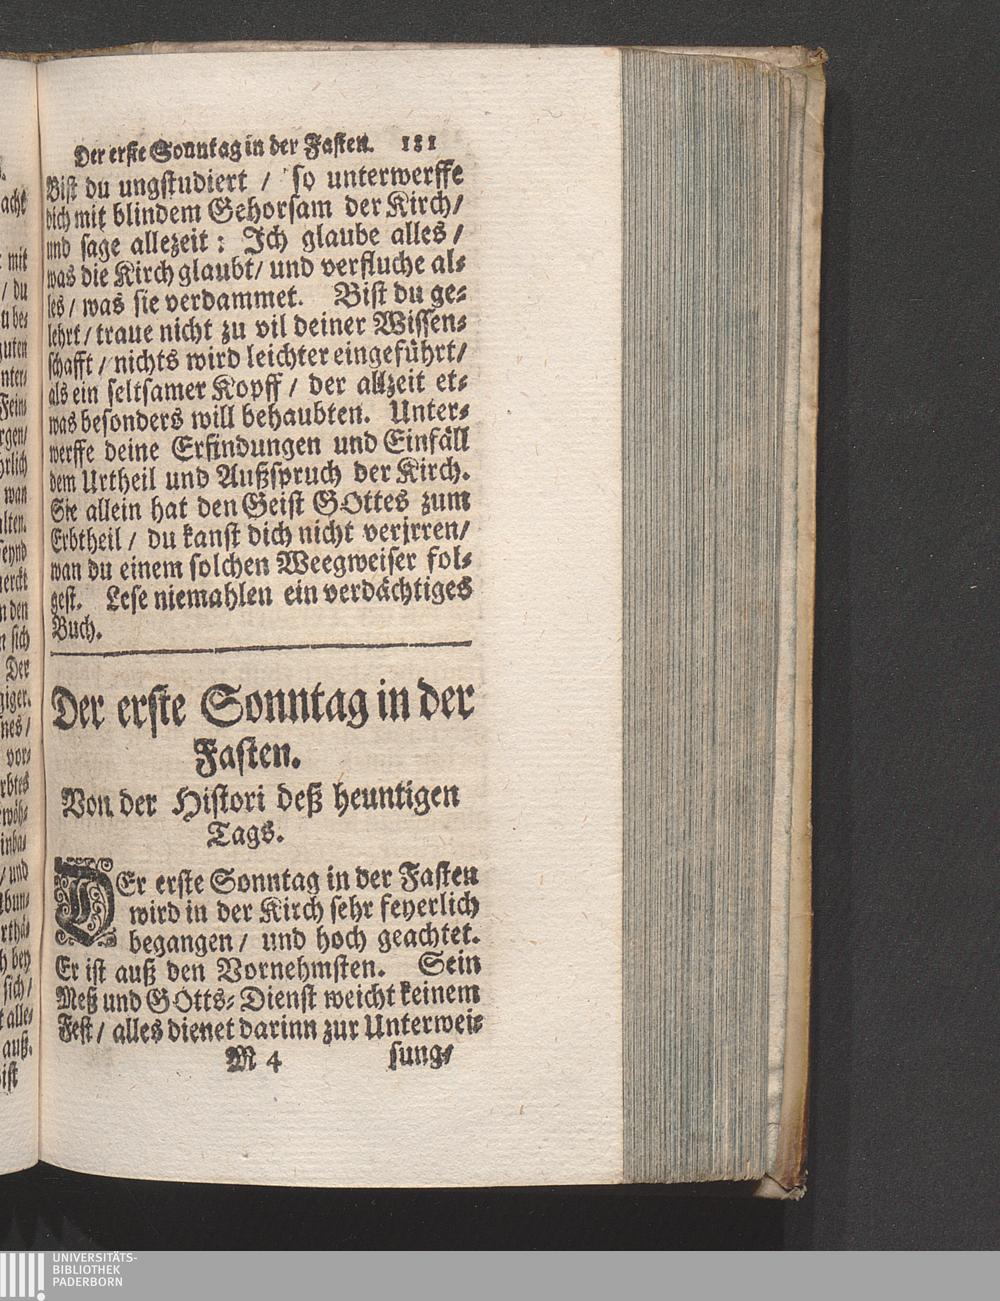 Der erste Sonntag in der Fasten. 181
Bist du ungstudiert / so unterwerffe
dich mit blindem Gehorsam der Kirch /
und sage allezeit : Ich glaube alles /
was die Kirch glaubt / und verfluche al⸗
les / was sie verdammet. Bist du ge⸗
lehrt / traue nicht zu vil deiner Wissen⸗
schafft / nichts wird leichter eingeführt /
als ein seltsamer Kopff / der allzeit et⸗
was besonders will behaubten. Unter⸗
werffe deine Erfindungen und Einfäll
dem Urtheil und Außspruch der Kirch.
Sie allein hat den Geist GOttes zum
Erbtheil / du kanst dich nicht verjrren /
wan du einem solchen Weegweiser fol⸗
gest. Lese niemahlen ein verdächtiges
Buch.
Der erste Sonntag in der
Fasten.
Von der Histori deß heuntigen
Tags.
DEr erste Sonntag in der Fasten
wird in der Kirch sehr feyerlich
begangen / und hoch geachtet.
Er ist auß den Vornehmsten. Sein
Meß und GOtts⸗Dienst weicht keinem
Fest / alles dienet darinn zur Unterwei⸗
M 4 sung⸗
UNIVERSITÄTS-
BIBLIOTHEK
PADERBORN